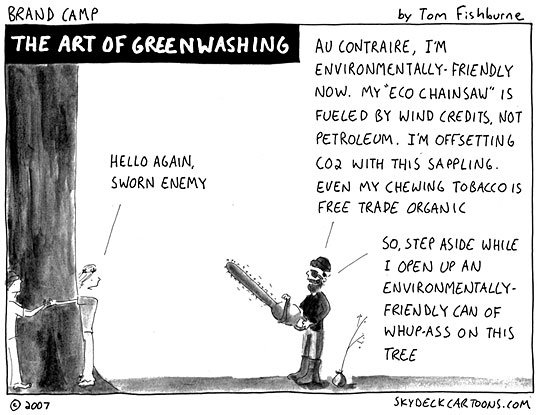 BRAND CAMP
by Tom Fishburne
THE ART OF GREENWASHING
HELLO AGAIN,
SWORN ENEMY
AU CONTRAIRE, I'M
ENVIRONMENTALLY-FRIENDLY
NOW. MY "ECO CHAINSAW" IS
FUELED BY WIND CREDITS, NOT
PETROLEUM. I'M OFFSETTING
CO2 WITH THIS SAPPLING.
EVEN MY CHEWING TOBACCO IS
FREE TRADE ORGANIC
SO, STEP ASIDE WHILE
I OPEN UP AN
ENVIRONMENTALLY-
FRIENDLY CAN OF
WHUP-ASS ON THIS
TREE
© 2007
SKYDECKCARTOONS.COM